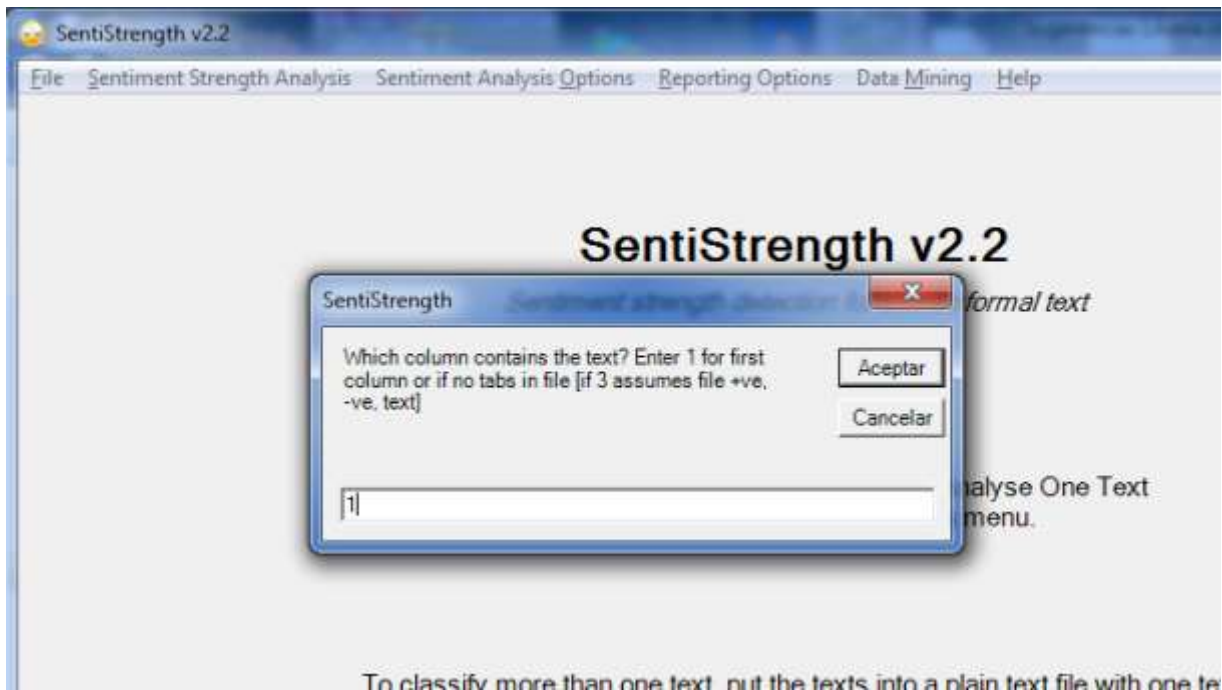 SentiStrength v2.2
File Sentiment Strength Analysis Sentiment Analysis Options Reporting Options Data Mining Help
SentiStrength v2.2
Sentiment strength detection formal text
SentiStrength
Which column contains the text? Enter 1 for first
column or if no tabs in file [if 3 assumes file +ve,
-ve, text]
Aceptar
Cancelar
1
alyse One Text
menu.
To classify more than one text, put the texts into a plain text file with one te